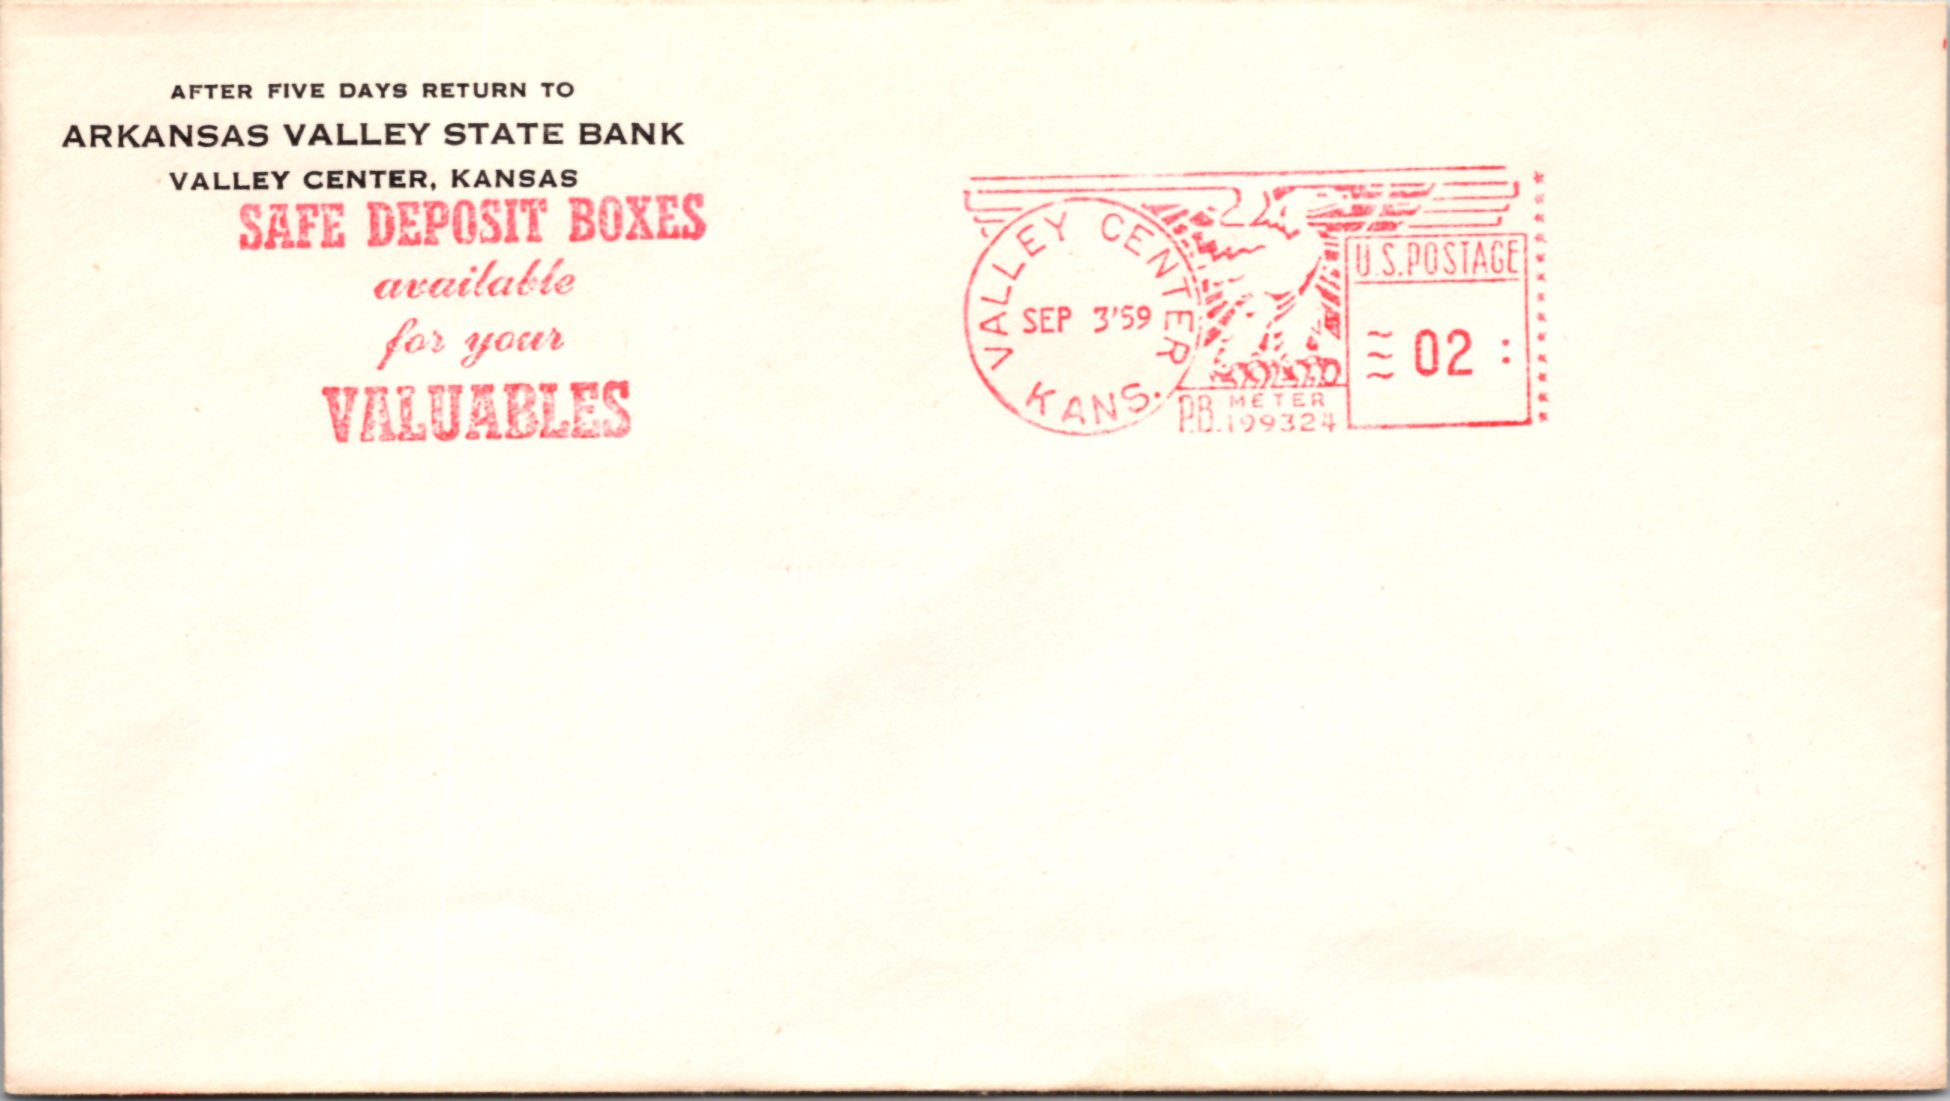 AFTER FIVE DAYS RETURN TO
ARKANSAS VALLEY STATE BANK
VALLEY CENTER, KANSAS
SAFE DEPOSIT BOXES
available
for your
VALUABLES
VALLEY CENTER
SEP 3'59
KANS.
P.B. METER
199324
U.S.POSTAGE
02